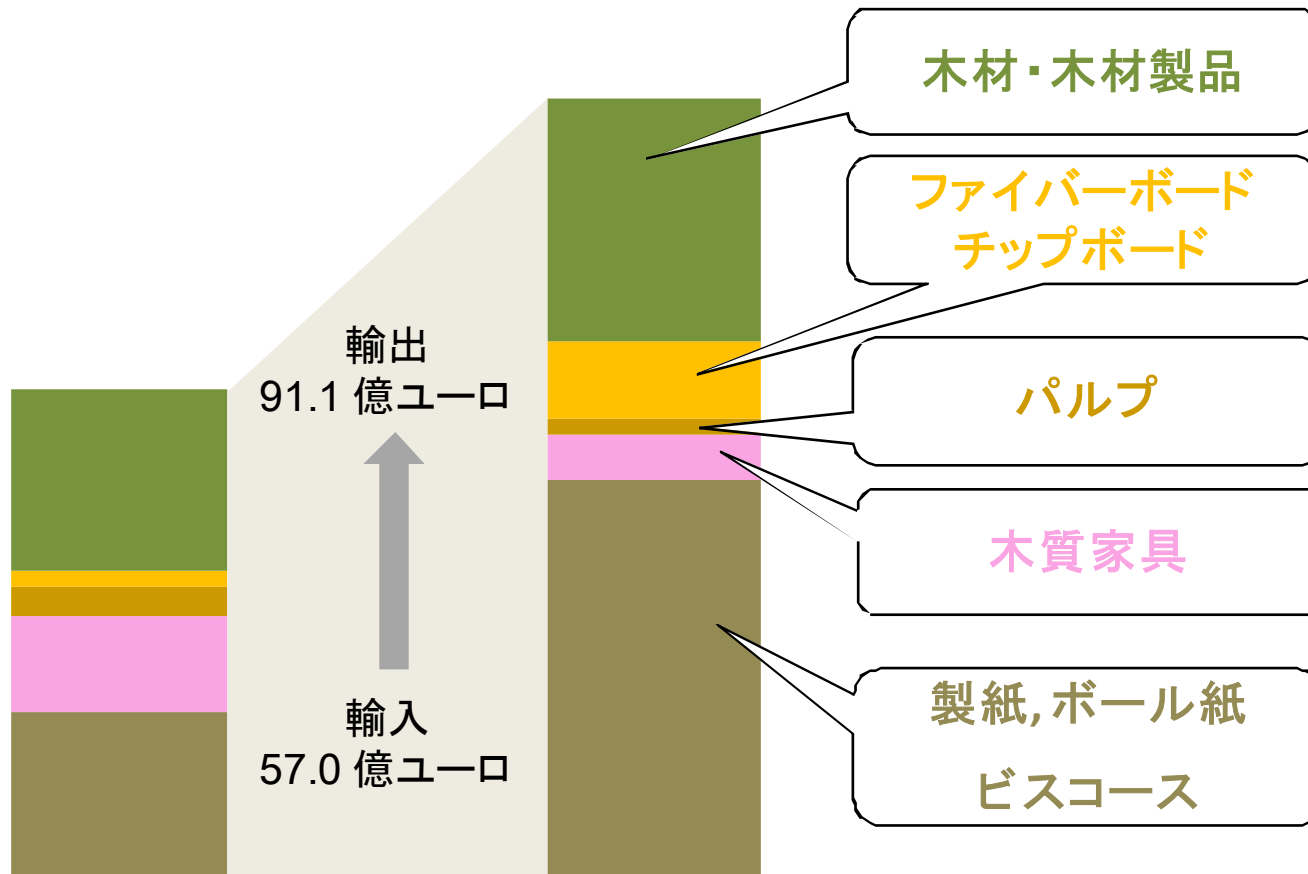 木材・木材製品
ファイバーボード
チップボード
輸出
91.1 億ユーロ
パルプ
木質家具
輸入
57.0 億ユーロ
製紙,ボール紙
ビスコース